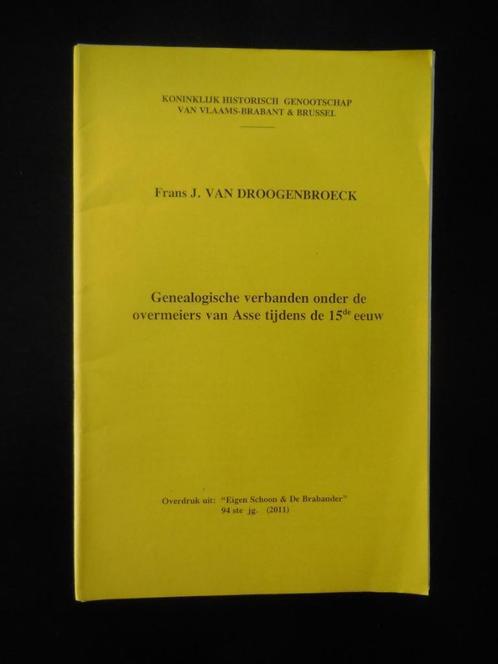 KONINKLIJK HISTORISCH GENOOTSCHAP
VAN VLAAMS-BRABANT & BRUSSEL
Frans J. VAN DROOGENBROECK
Genealogische verbanden onder de
overmeiers van Asse tijdens de 15de eeuw
Overdruk uit: "Eigen Schoon & De Brabander"
94 ste jg. (2011)